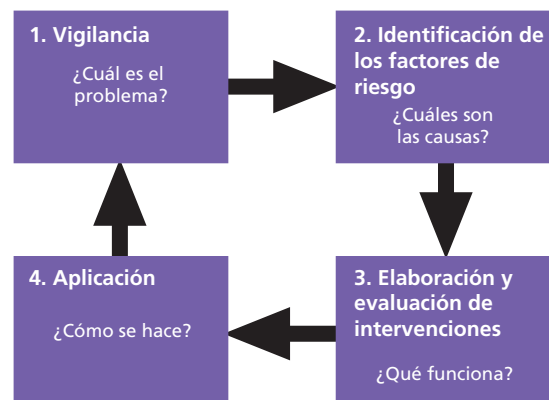 1. Vigilancia
¿Cuál es el
problema?
2. Identificación de
los factores de
riesgo
¿Cuáles son
las causas?
3. Elaboración y
evaluación de
intervenciones
¿Qué funciona?
4. Aplicación
¿Cómo se hace?